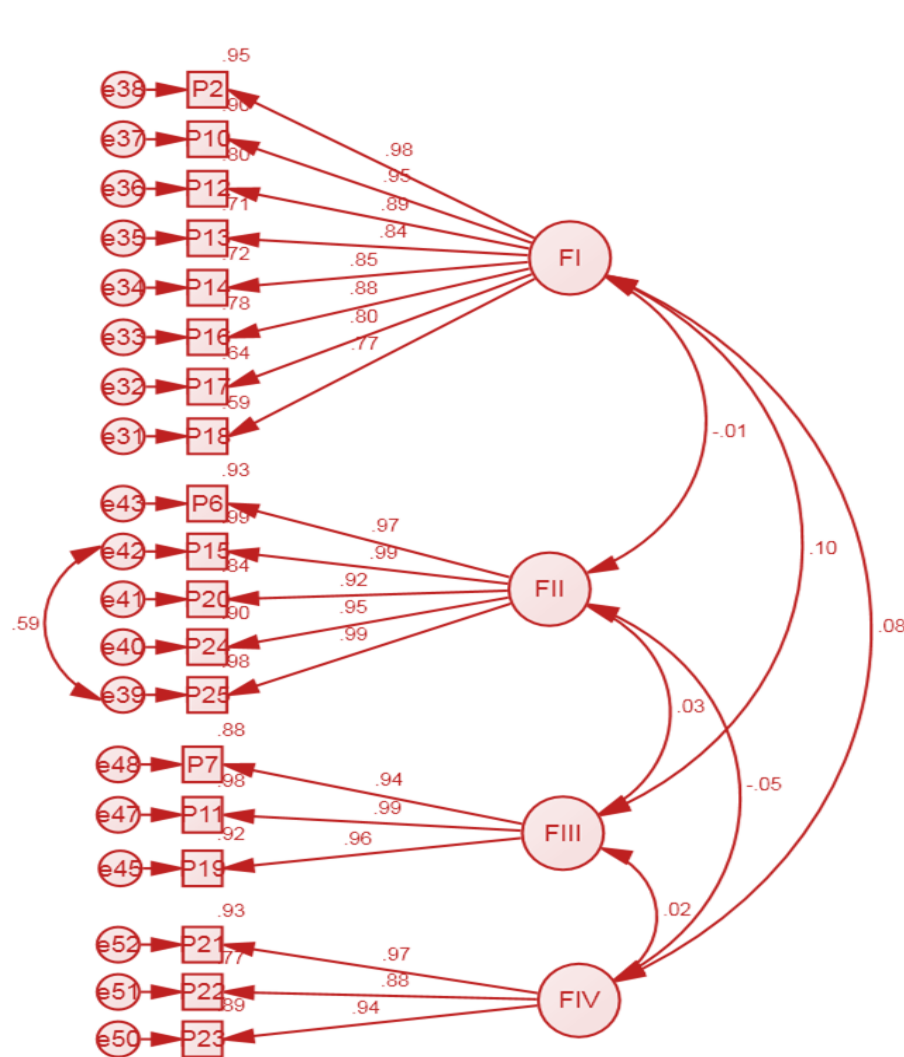 .95
e38 P2
.90
e37 P10
.98
.80
.95
e36 P12
.89
.71
.84
e35 P13
FI
.72
.85
e34 P14
.88
.78
e33 P16
.80
.64
.77
e32 P17
.59
e31 P18
-.01
.93
e43 P6
.99
.97
e42 P15
.99
.10
.84
.92
FII
e41 P20
.90
.95
.59
.08
.99
e40 P24
.98
e39 P25
.03
.88
e48 P7
.98
.94
-.05
.99
e47 P11
.92
.96
FIII
e45 P19
.02
.93
e52 P21
.97
.77
.88
e51 P22
.89
.94
FIV
e50 P23